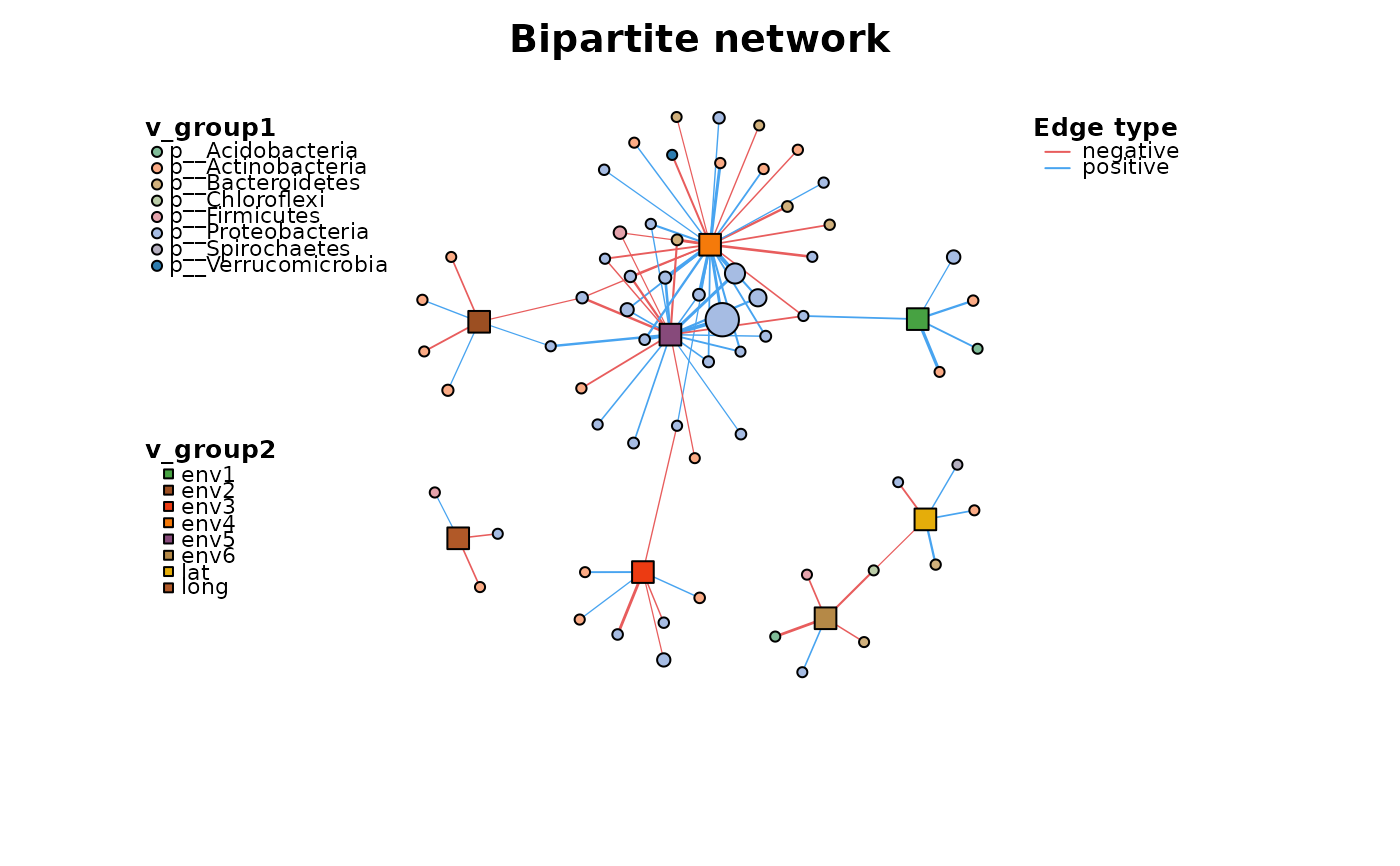 Bipartite network
v_group1
p__Acidobacteria
p__Actinobacteria
p__Bacteroidetes
p__Chloroflexi
p__Firmicutes
p__Proteobacteria
p__Spirochaetes
p__Verrucomicrobia
Edge type
negative
positive
v_group2
env1
env2
env3
env4
env5
env6
lat
long